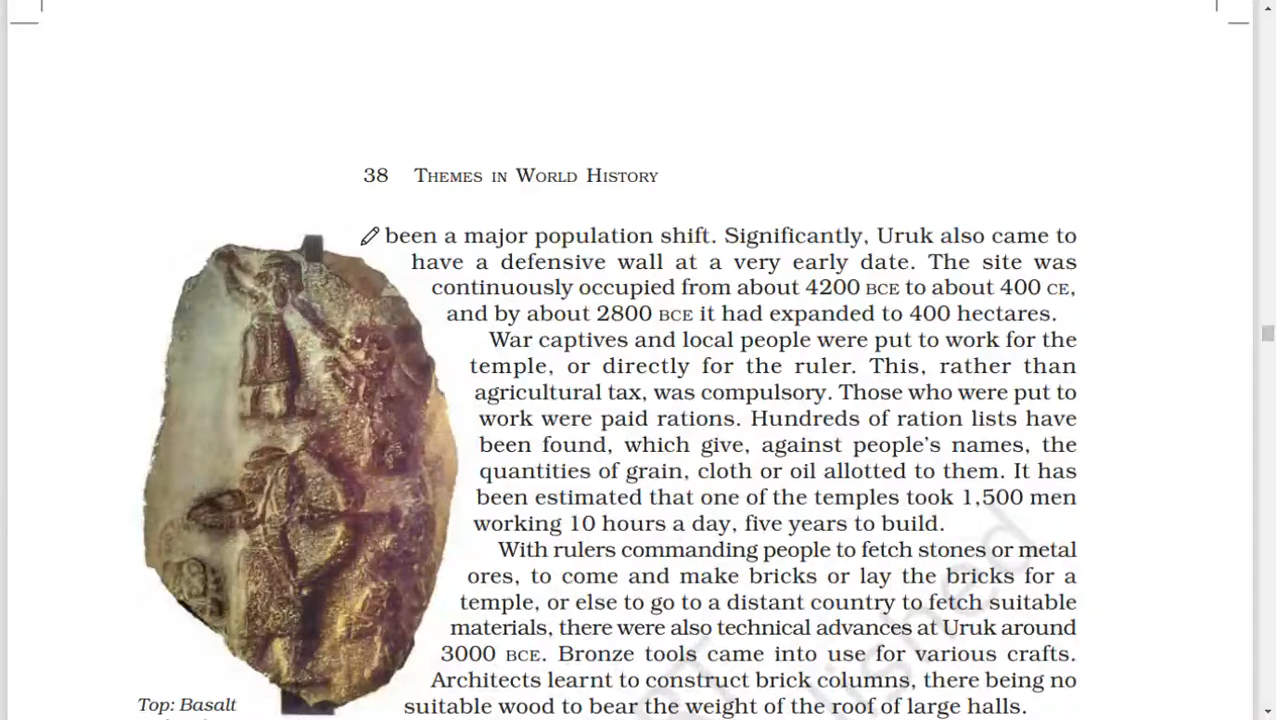 38 THEMES IN WORLD HISTORY
been a major population shift. Significantly, Uruk also came to
have a defensive wall at a very early date. The site was
continuously occupied from about 4200 BCE to about 400 CE,
and by about 2800 BCE it had expanded to 400 hectares.
War captives and local people were put to work for the
temple, or directly for the ruler. This, rather than
agricultural tax, was compulsory. Those who were put to
work were paid rations. Hundreds of ration lists have
been found, which give, against people's names, the
quantities of grain, cloth or oil allotted to them. It has
been estimated that one of the temples took 1,500 men
working 10 hours a day, five years to build.
With rulers commanding people to fetch stones or metal
ores, to come and make bricks or lay the bricks for a
temple, or else to go to a distant country to fetch suitable
materials, there were also technical advances at Uruk around
3000 BCE. Bronze tools came into use for various crafts.
Architects learnt to construct brick columns, there being no
suitable wood to bear the weight of the roof of large halls.
Top: Basalt